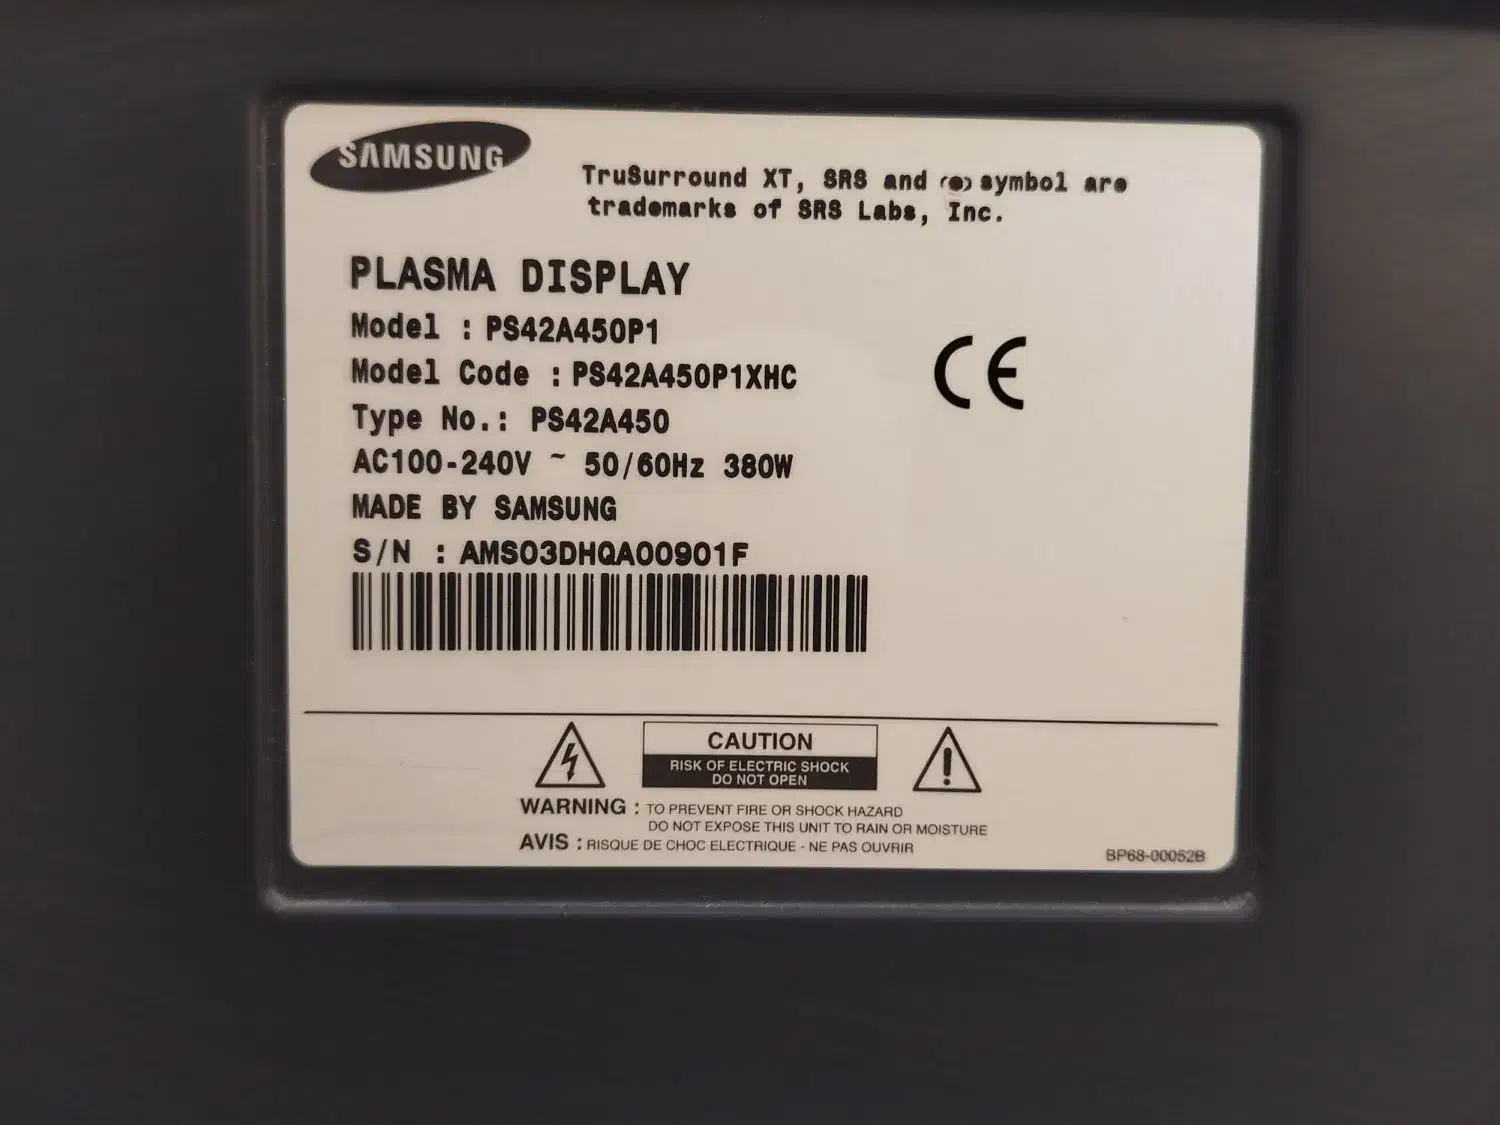 SAMSUNG
TruSurround XT, SRS and (●) symbol are
trademarks of SRS Labs, Inc.
PLASMA DISPLAY
Model : PS42A450P1
Model Code : PS42A450P1XHC
Type No.: PS42A450
AC100-240V ~ 50/60Hz 380W
MADE BY SAMSUNG
S/N : AMS03DHQA00901F
CE
CAUTION
RISK OF ELECTRIC SHOCK
DO NOT OPEN
WARNING : TO PREVENT FIRE OR SHOCK HAZARD
DO NOT EXPOSE THIS UNIT TO RAIN OR MOISTURE
AVIS : RISQUE DE CHOC ELECTRIQUE - NE PAS OUVRIR
BP68-00052B